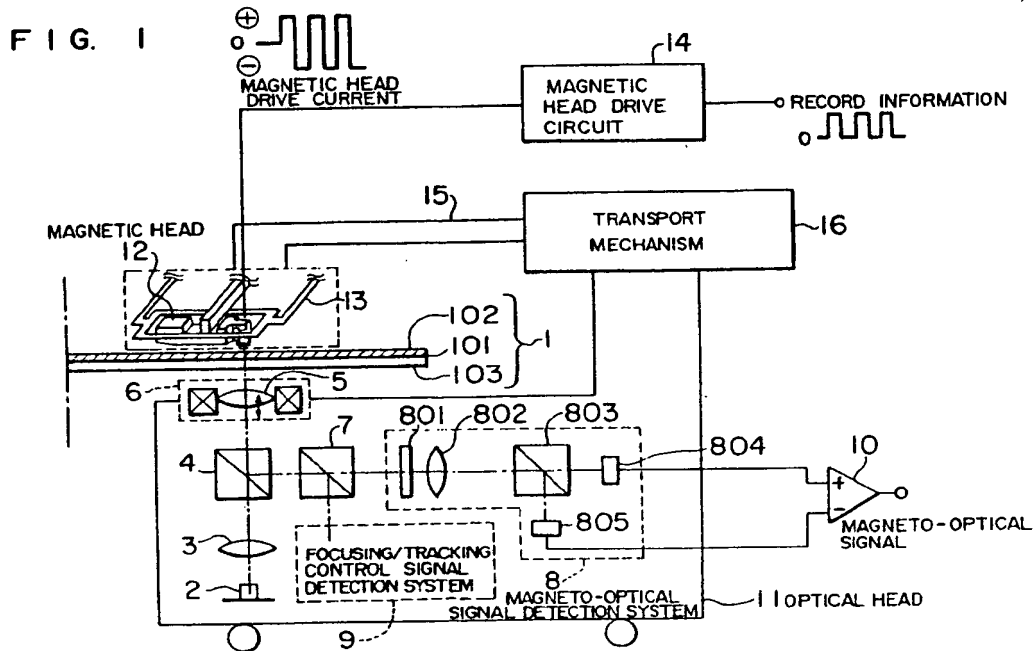 FIG. 1
⊕
O
⊖
MAGNETIC HEAD
DRIVE CURRENT
14
MAGNETIC
HEAD DRIVE
CIRCUIT
RECORD INFORMATION
O
15
TRANSPORT
MECHANISM
16
MAGNETIC HEAD
12
13
102
101
103
1
6
5
7
801
802
803
804
10
4
+
−
805
MAGNETO-OPTICAL
SIGNAL
3
FOCUSING/TRACKING
CONTROL SIGNAL
DETECTION SYSTEM
2
8
MAGNETO-OPTICAL
SIGNAL DETECTION SYSTEM
9
11 OPTICAL HEAD